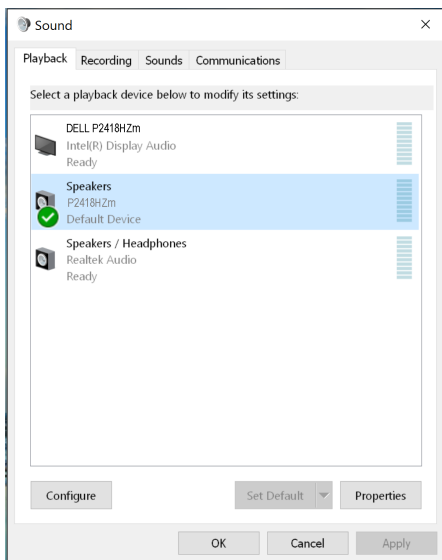 Sound
Playback Recording Sounds Communications
Select a playback device below to modify its settings:
DELL P2418HZm
Intel(R) Display Audio
Ready
Speakers
P2418HZm
Default Device
Speakers / Headphones
Realtek Audio
Ready
Configure Set Default Properties
OK Cancel Apply